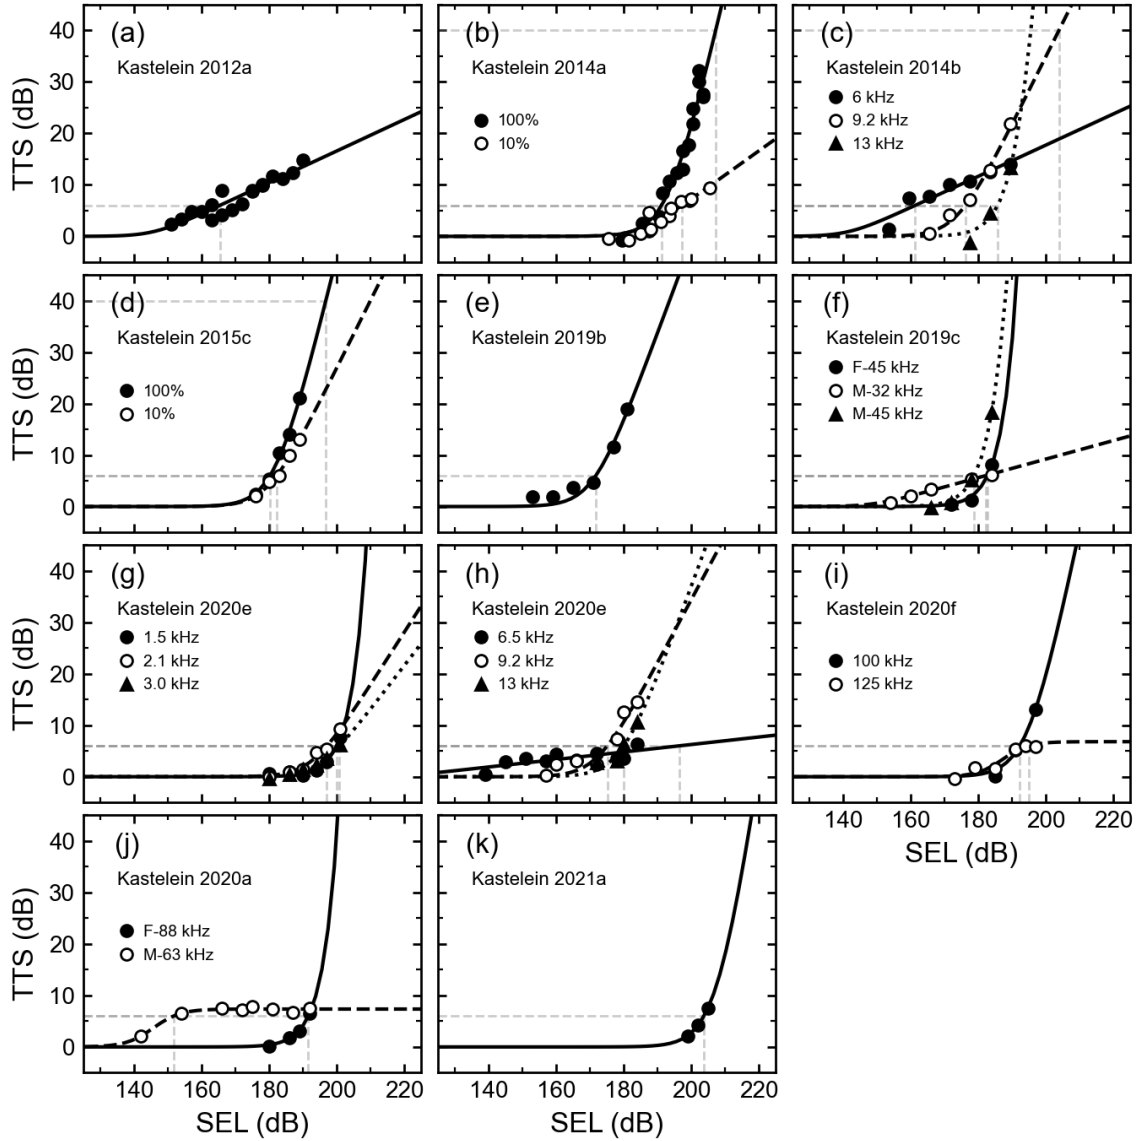 (a)
Kastelein 2012a
TTS (dB)
40
30
20
10
0
(b)
Kastelein 2014a
100%
10%
(c)
Kastelein 2014b
6 kHz
9.2 kHz
13 kHz
(d)
Kastelein 2015c
100%
10%
TTS (dB)
40
30
20
10
0
(e)
Kastelein 2019b
(f)
Kastelein 2019c
F-45 kHz
M-32 kHz
M-45 kHz
(g)
Kastelein 2020e
1.5 kHz
2.1 kHz
3.0 kHz
TTS (dB)
40
30
20
10
0
(h)
Kastelein 2020e
6.5 kHz
9.2 kHz
13 kHz
(i)
Kastelein 2020f
100 kHz
125 kHz
140 160 180 200 220
SEL (dB)
(j)
Kastelein 2020a
F-88 kHz
M-63 kHz
TTS (dB)
40
30
20
10
0
140 160 180 200 220
SEL (dB)
(k)
Kastelein 2021a
140 160 180 200 220
SEL (dB)